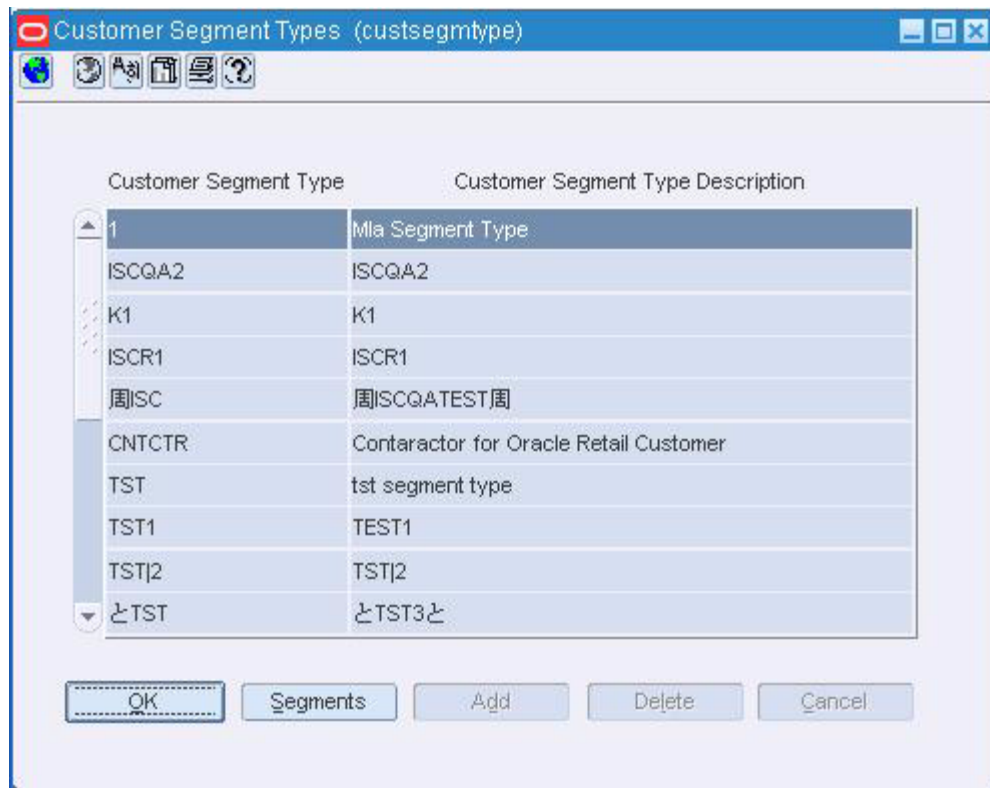 Customer Segment Types (custsegmtype)
Customer Segment Type Customer Segment Type Description
1 Mla Segment Type
ISCQA2 ISCQA2
K1 K1
ISCR1 ISCR1
周ISC 周ISCQATEST周
CNTCTR Contaractor for Oracle Retail Customer
TST tst segment type
TST1 TEST1
TST|2 TST|2
とTST とTST3と
OK Segments Add Delete Cancel